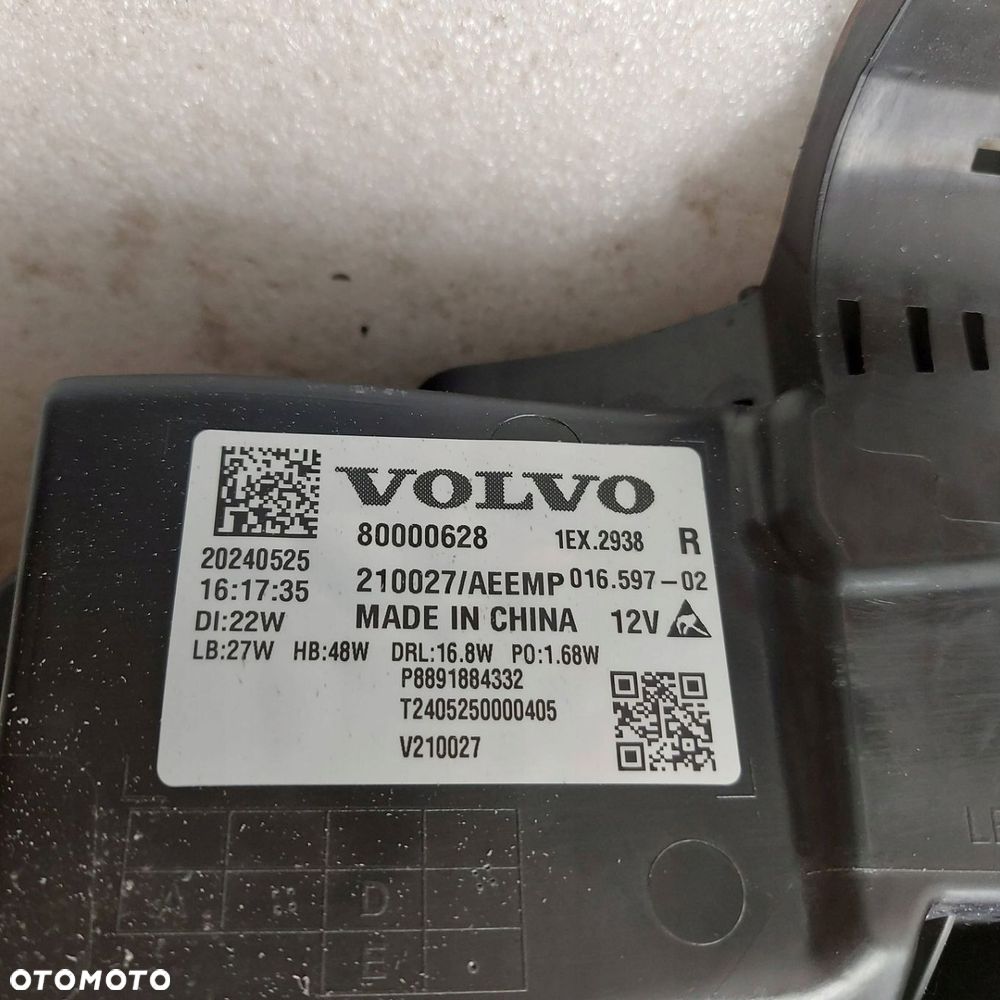 VOLVO
80000628 1EX.2938 R
20240525
16:17:35 210027/AEEMP 016.597-02
DI:22W MADE IN CHINA 12V
LB:27W HB:48W DRL:16.8W PO:1.68W
P8891884332
T2405250000405
V210027
A D
E
OTOMOTO